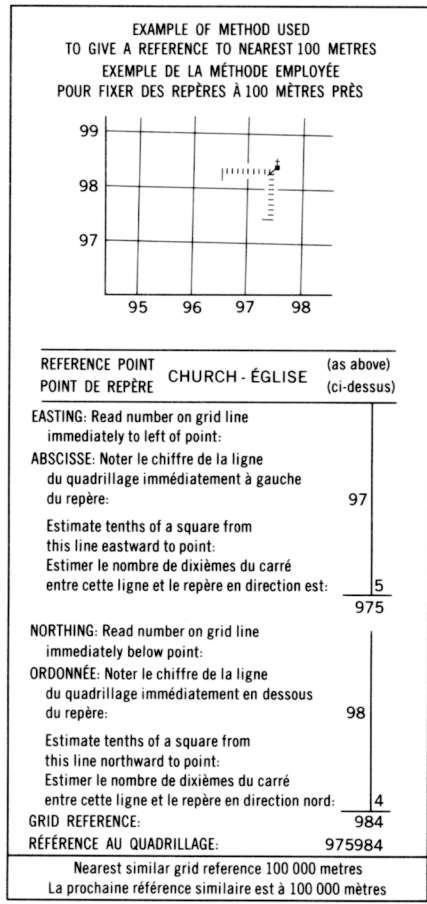 EXAMPLE OF METHOD USED
TO GIVE A REFERENCE TO NEAREST 100 METRES
EXEMPLE DE LA MÉTHODE EMPLOYÉE
POUR FIXER DES REPÈRES À 100 MÈTRES PRÈS
99
98
97
95 96 97 98
REFERENCE POINT
POINT DE REPÈRE
CHURCH - ÉGLISE
(as above)
(ci-dessus)
EASTING: Read number on grid line
immediately to left of point:
ABSCISSE: Noter le chiffre de la ligne
du quadrillage immédiatement à gauche
du repère: 97
Estimate tenths of a square from
this line eastward to point:
Estimer le nombre de dixièmes du carré
entre cette ligne et le repère en direction est: 5
975
NORTHING: Read number on grid line
immediately below point:
ORDONNÉE: Noter le chiffre de la ligne
du quadrillage immédiatement en dessous
du repère: 98
Estimate tenths of a square from
this line northward to point:
Estimer le nombre de dixièmes du carré
entre cette ligne et le repère en direction nord: 4
GRID REFERENCE: 984
RÉFÉRENCE AU QUADRILLAGE: 975984
Nearest similar grid reference 100 000 metres
La prochaine référence similaire est à 100 000 mètres